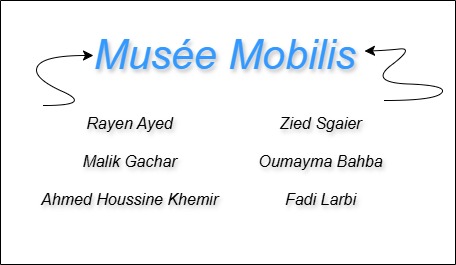 Musée Mobilis
Rayen Ayed
Zied Sgaier
Malik Gachar
Oumayma Bahba
Ahmed Houssine Khemir
Fadi Larbi